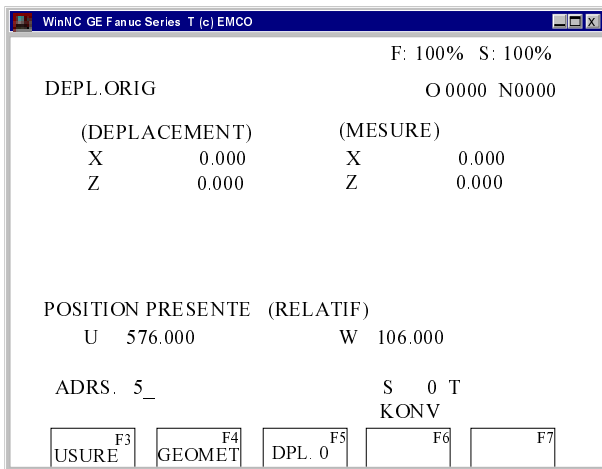 WinNC GE Fanuc Series T (c) EMCO
F: 100% S: 100%
DEPL.ORIG O 0000 N0000
(DEPLACEMENT) (MESURE)
X 0.000 X 0.000
Z 0.000 Z 0.000
POSITION PRESENTE (RELATIF)
U 576.000 W 106.000
ADRS. 5_ S 0 T
KONV
F3 F4 F5 F6 F7
USURE GEOMET DPL. 0